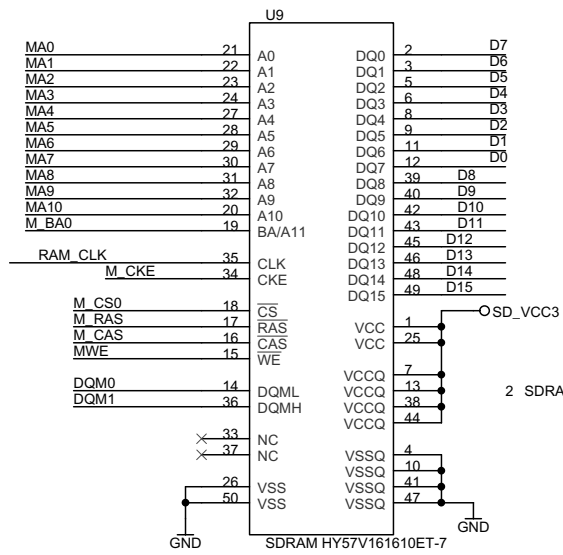 U9
MA0 21 A0 DQ0 2 D7
MA1 22 A1 DQ1 3 D6
MA2 23 A2 DQ2 5 D5
MA3 24 A3 DQ3 6 D4
MA4 27 A4 DQ4 8 D3
MA5 28 A5 DQ5 9 D2
MA6 29 A6 DQ6 11 D1
MA7 30 A7 DQ7 12 D0
MA8 31 A8 DQ8 39 D8
MA9 32 A9 DQ9 40 D9
MA10 20 A10 DQ10 42 D10
M_BA0 19 BA/A11 DQ11 43 D11
DQ12 45 D12
RAM_CLK 35 CLK DQ13 46 D13
M_CKE 34 CKE DQ14 48 D14
DQ15 49 D15
M_CS0 18 CS SD_VCC3
M_RAS 17 RAS VCC 1
M_CAS 16 CAS VCC 25
MWE 15 WE
VCCQ 7
DQM0 14 DQML VCCQ 13 2 SDRA
DQM1 36 DQMH VCCQ 38
VCCQ 44
33 NC
37 NC VSSQ 4
VSSQ 10
26 VSS VSSQ 41
50 VSS VSSQ 47
GND SDRAM HY57V161610ET-7 GND